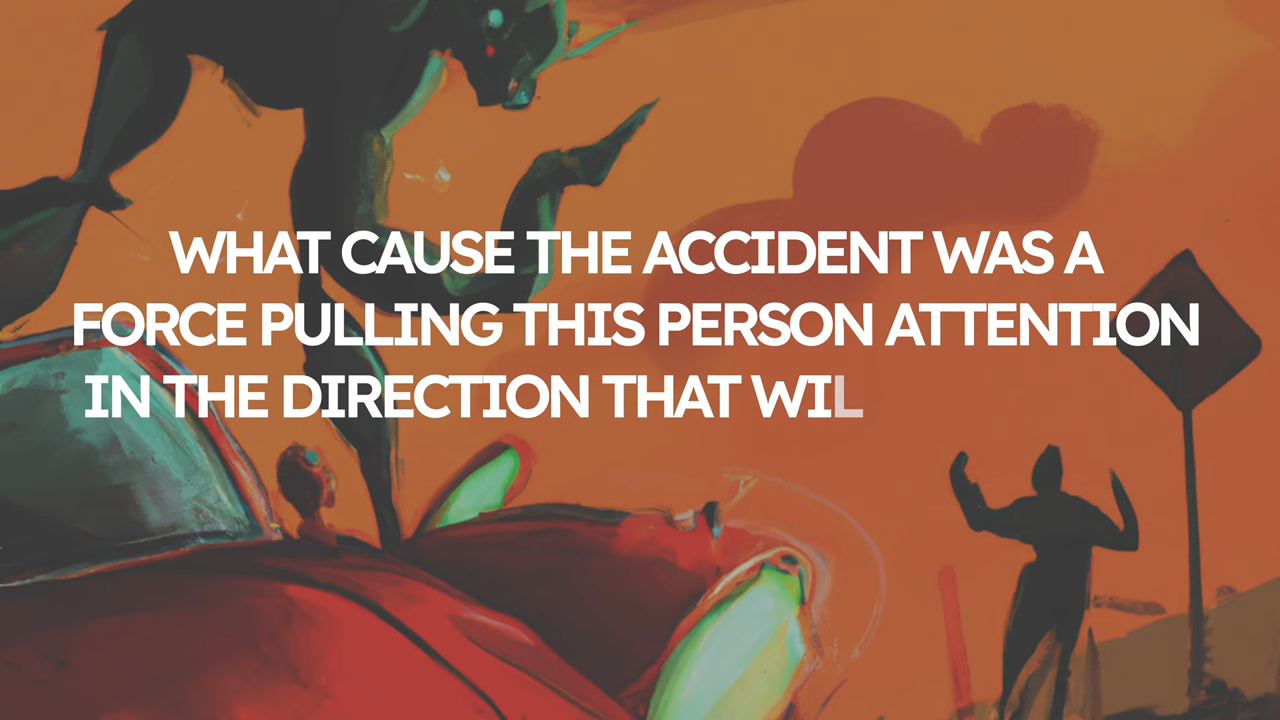 WHAT CAUSE THE ACCIDENT WAS A
FORCE PULLING THIS PERSON ATTENTION
IN THE DIRECTION THAT WIL